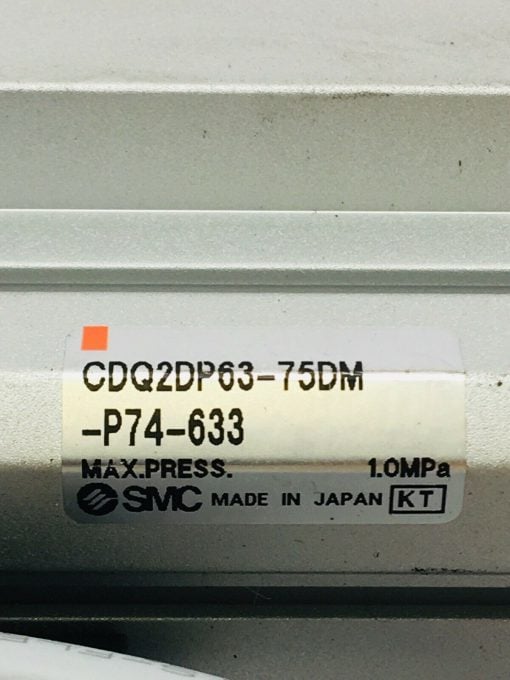 CDQ2DP63-75DM
-P74-633
MAX.PRESS. 1.0MPa
SMC MADE IN JAPAN KT